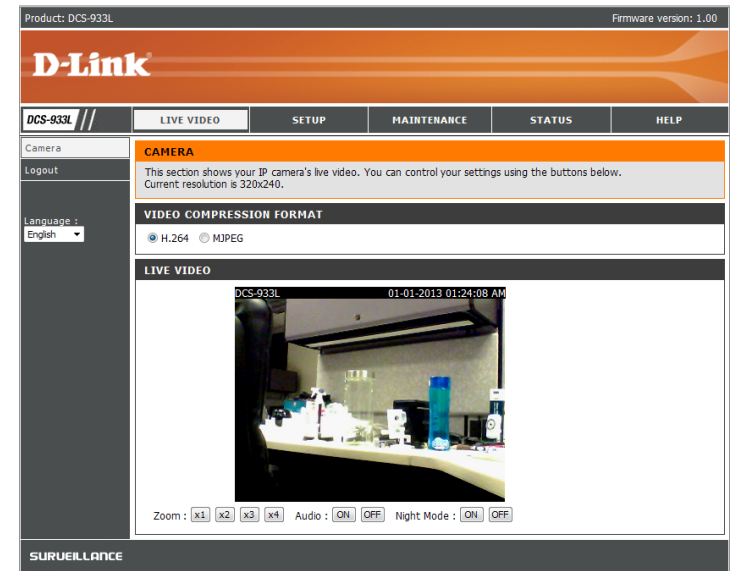 Product: DCS-933L
Firmware version: 1.00
D-Link
DCS-933L
LIVE VIDEO
SETUP
MAINTENANCE
STATUS
HELP
Camera
Logout
Language :
English
CAMERA
This section shows your IP camera's live video. You can control your settings using the buttons below.
Current resolution is 320x240.
VIDEO COMPRESSION FORMAT
H.264 MJPEG
LIVE VIDEO
DCS-933L 01-01-2013 01:24:08 AM
Zoom : x1 x2 x3 x4 Audio : ON OFF Night Mode : ON OFF
SURVEILLANCE